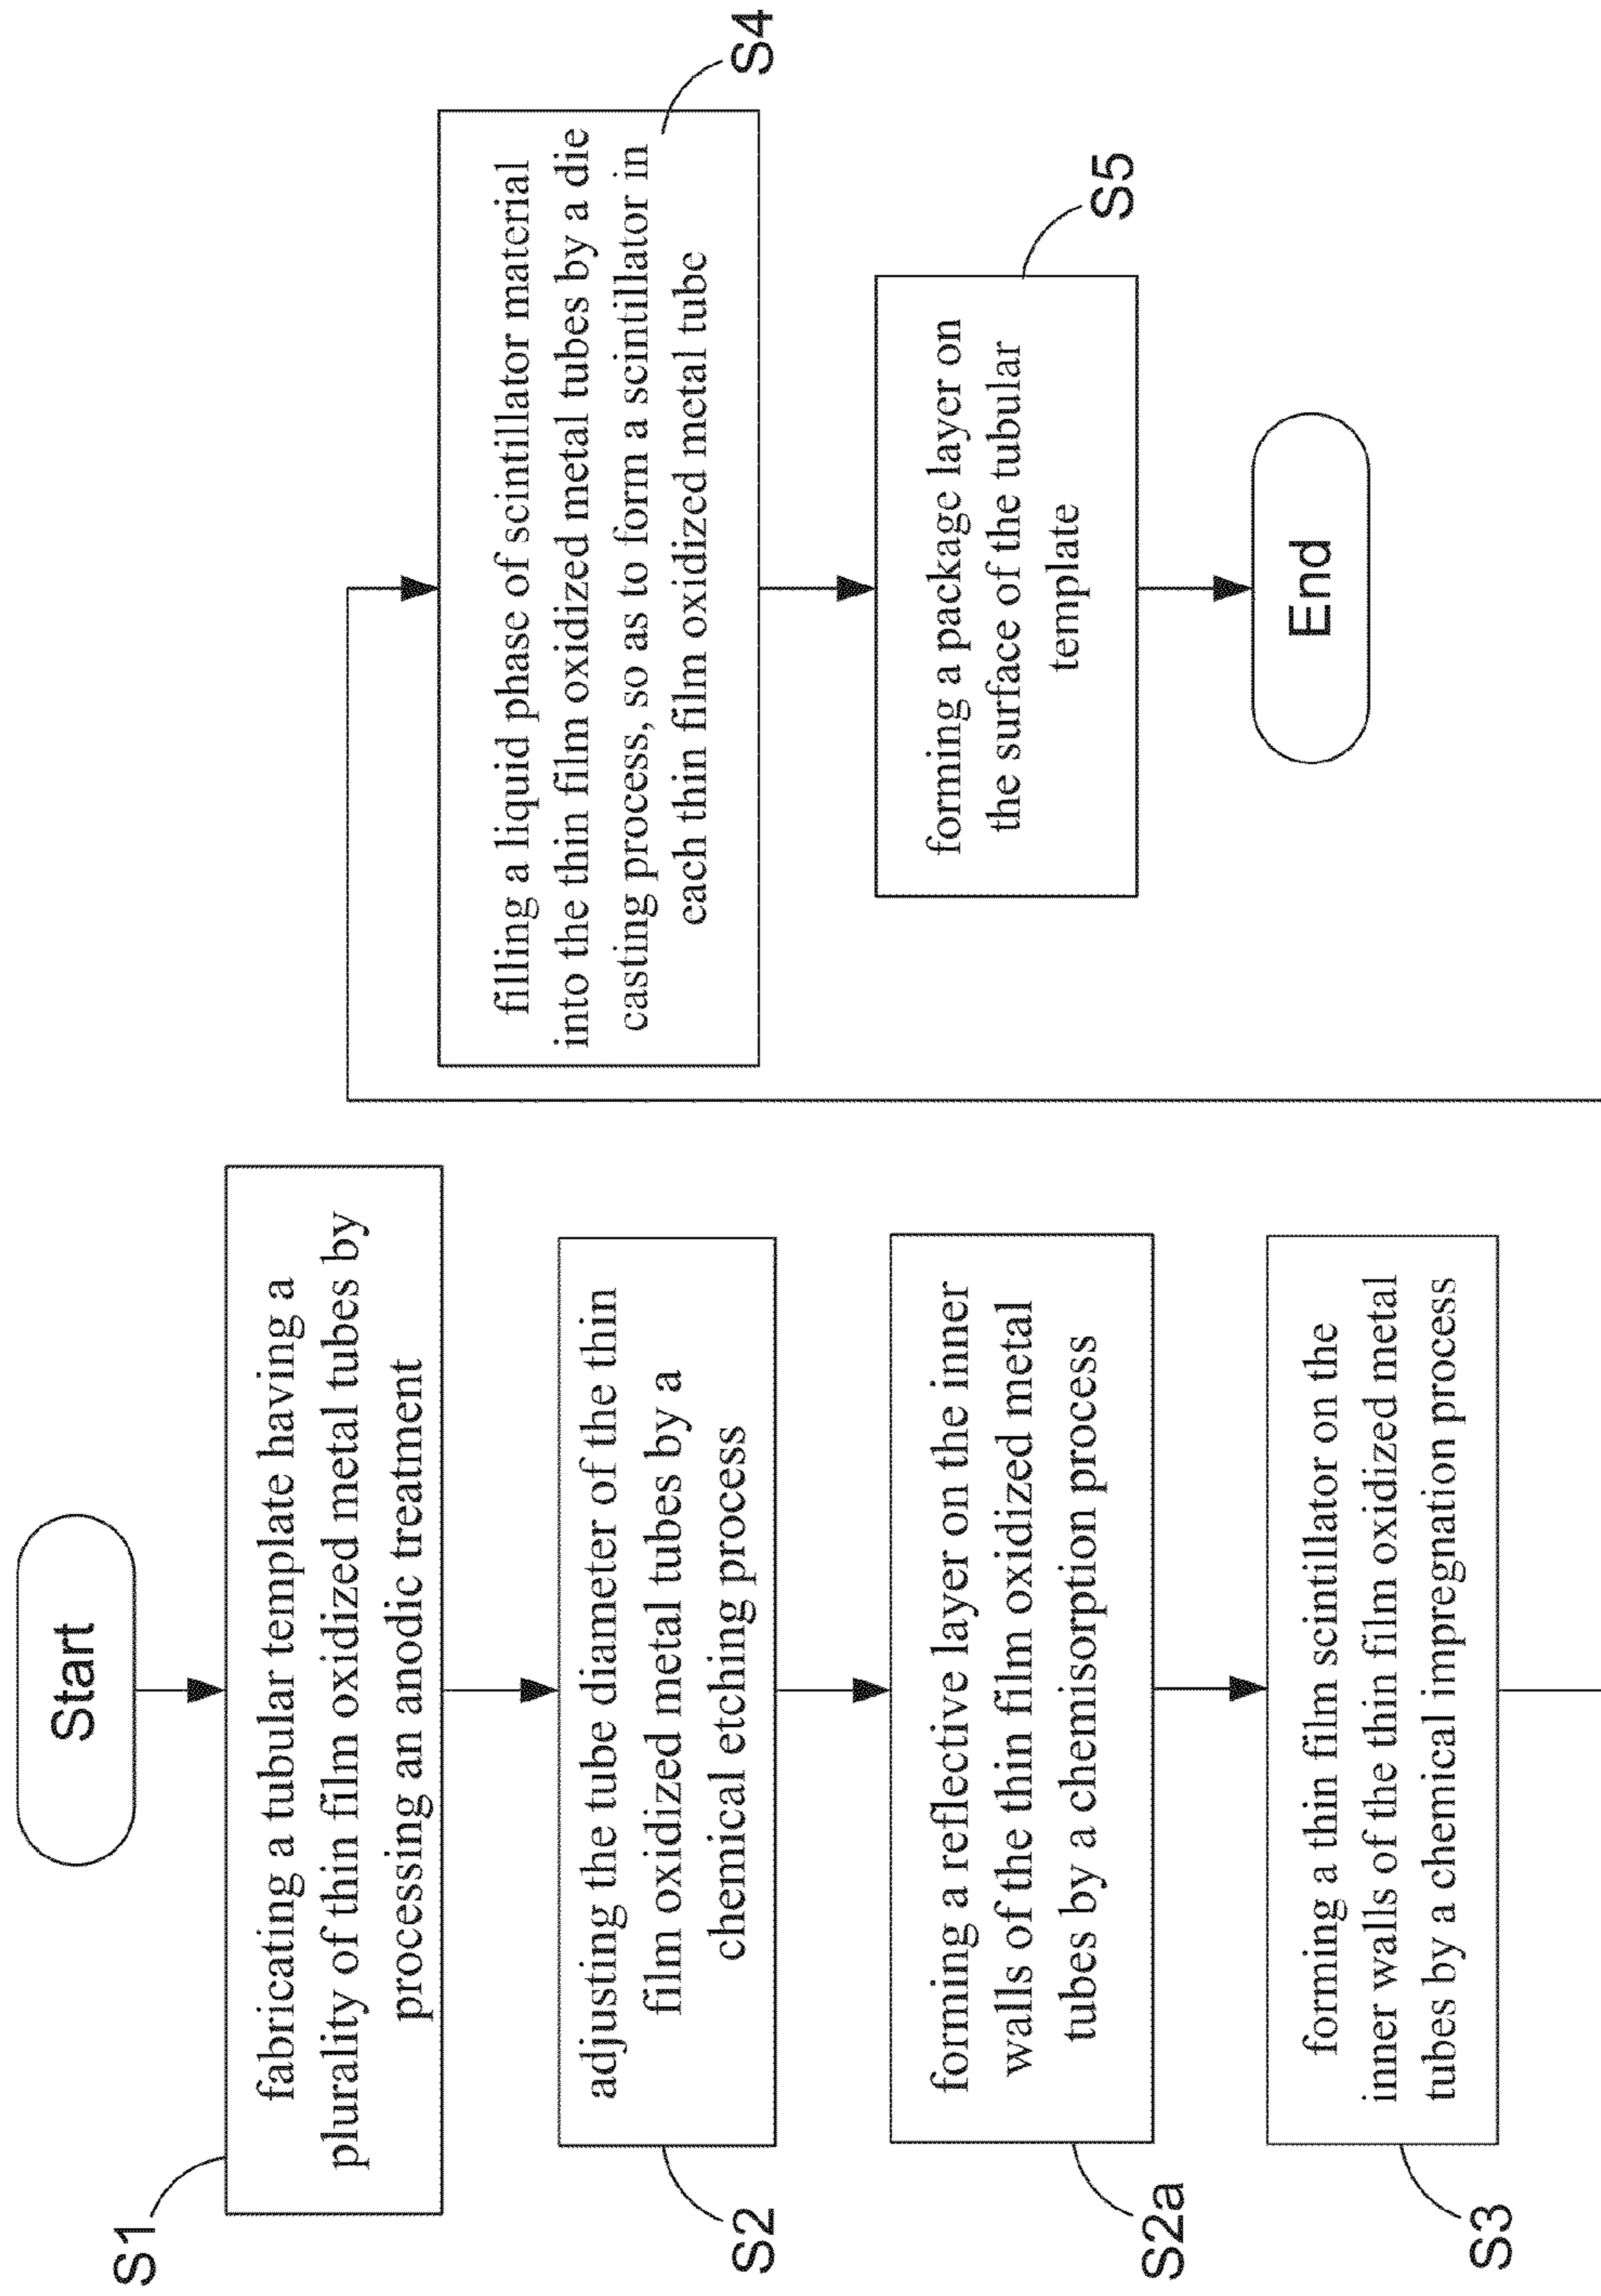 Start
S1
fabricating a tubular template having a
plurality of thin film oxidized metal tubes by
processing an anodic treatment
S2
adjusting the tube diameter of the thin
film oxidized metal tubes by a
chemical etching process
S2a
forming a reflective layer on the inner
walls of the thin film oxidized metal
tubes by a chemisorption process
S3
forming a thin film scintillator on the
inner walls of the thin film oxidized metal
tubes by a chemical impregnation process
S4
filling a liquid phase of scintillator material
into the thin film oxidized metal tubes by a die
casting process, so as to form a scintillator in
each thin film oxidized metal tube
S5
forming a package layer on
the surface of the tubular
template
End